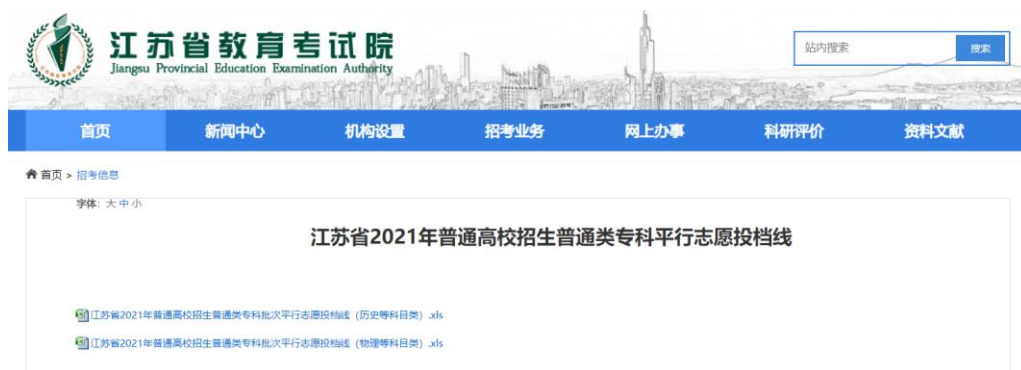 江苏省教育考试院
Jiangsu Provincial Education Examination Authority
站内搜索 搜索
首页 新闻中心 机构设置 招考业务 网上办事 科研评价 资料文献
首页 > 招考信息
字体: 大 中 小
江苏省2021年普通高校招生普通类专科平行志愿投档线
江苏省2021年普通高校招生普通类专科批次平行志愿投档线（历史等科目类）.xls
江苏省2021年普通高校招生普通类专科批次平行志愿投档线（物理等科目类）.xls